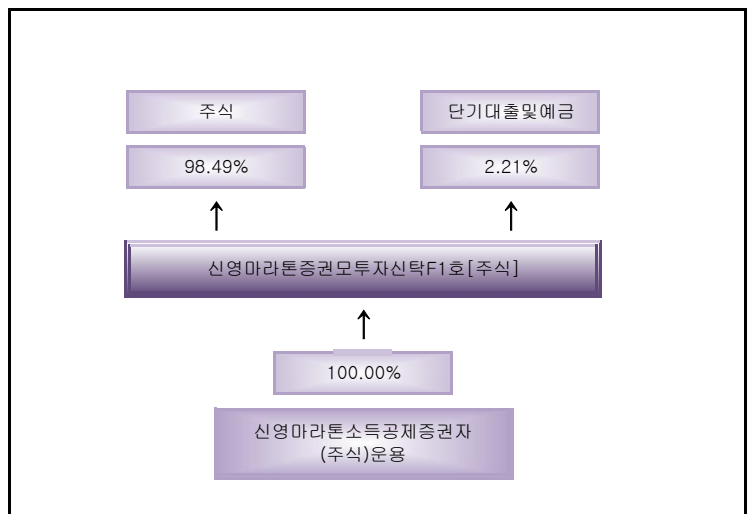 주식
단기대출및예금
98.49%
2.21%
신영마라톤증권모투자신탁F1호[주식]
100.00%
신영마라톤소득공제증권자
(주식)운용